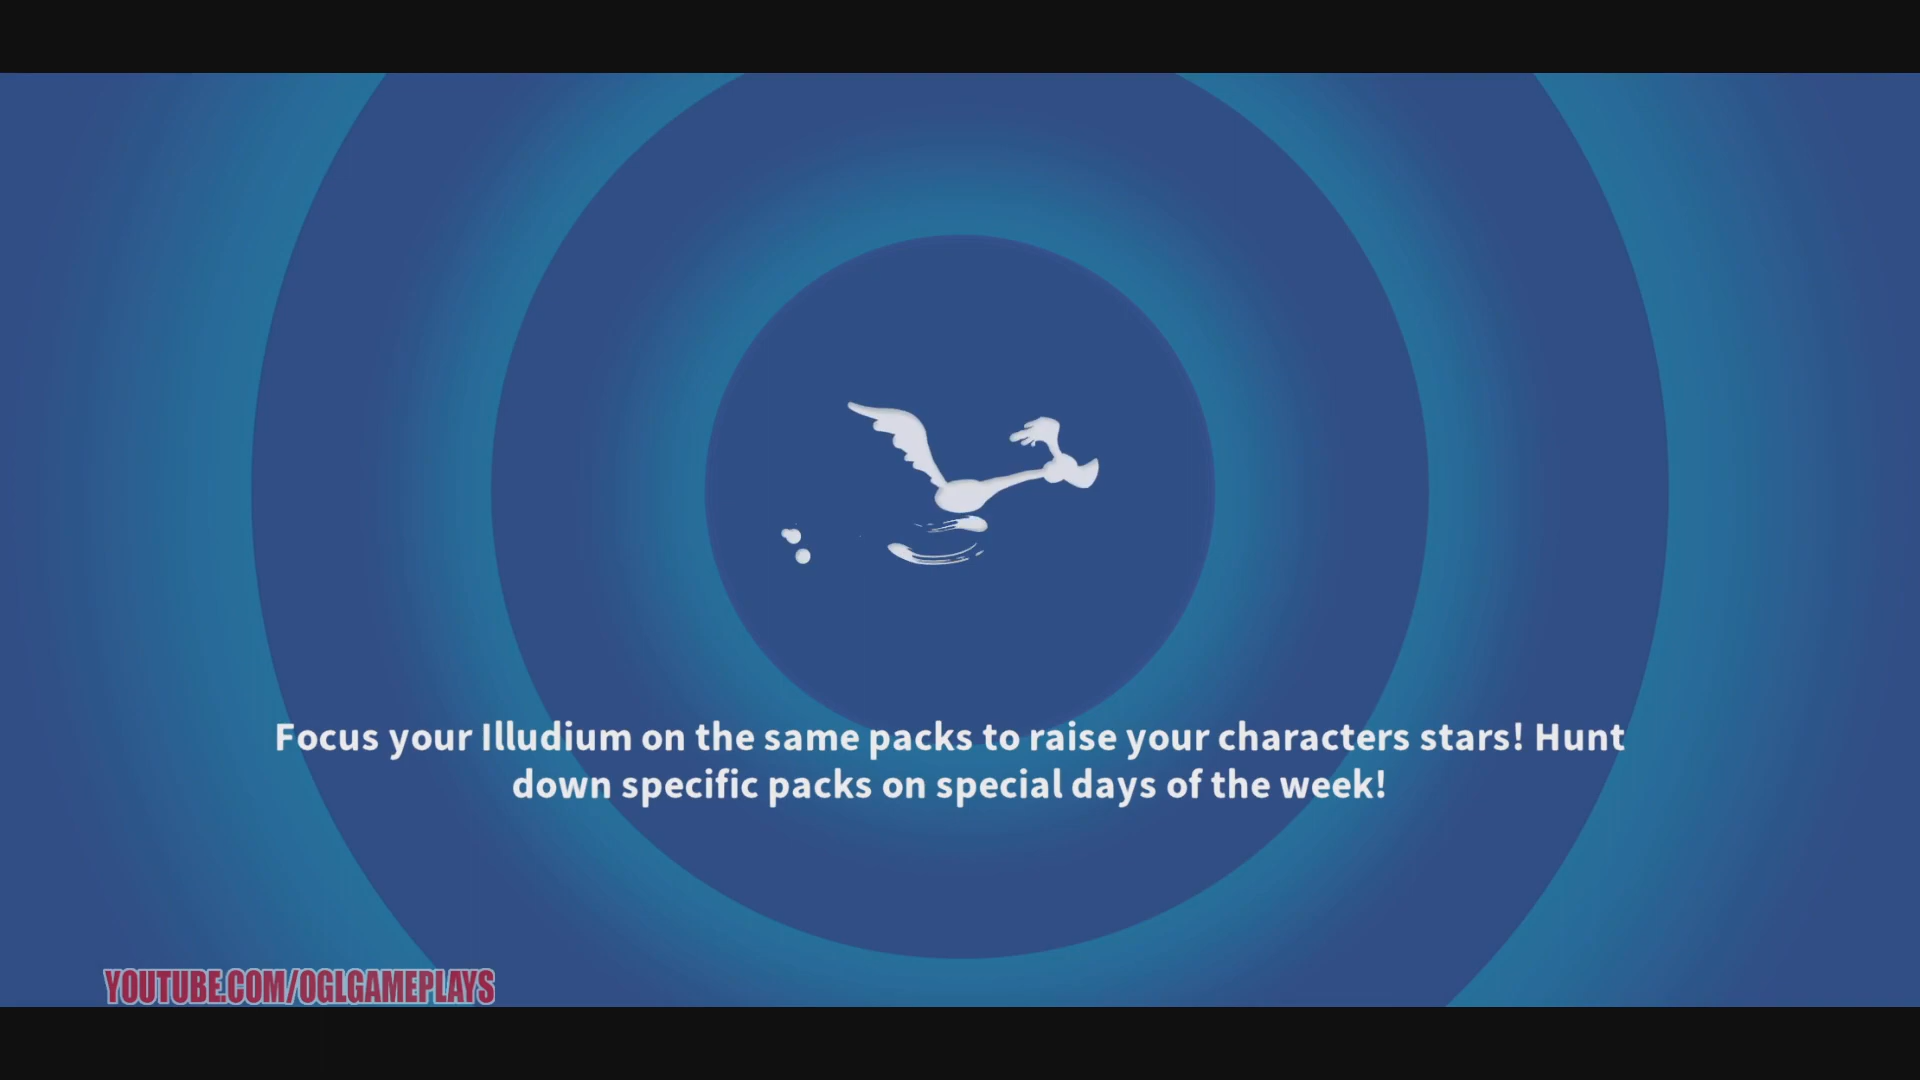 Focus your Illudium on the same packs to raise your characters stars! Hunt
down specific packs on special days of the week!
YOUTUBE.COM/OGLGAMEPLAYS